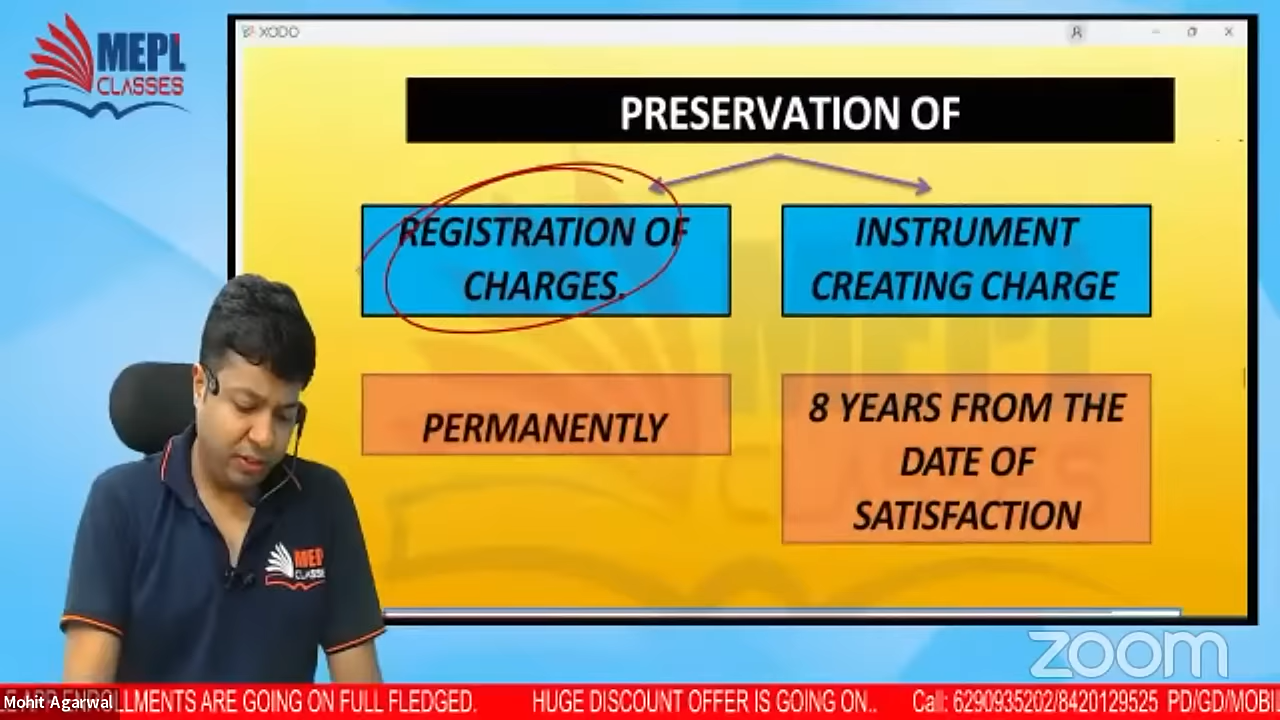 MEPL
CLASSES
XODO
PRESERVATION OF
REGISTRATION OF
CHARGES.
INSTRUMENT
CREATING CHARGE
PERMANENTLY
8 YEARS FROM THE
DATE OF
SATISFACTION
MEPL
CLASSES
zoom
Mohit Agarwal
ENROLLMENTS ARE GOING ON FULL FLEDGED. HUGE DISCOUNT OFFER IS GOING ON.. Call: 6290935202/8420129525 PD/GD/MOBIL